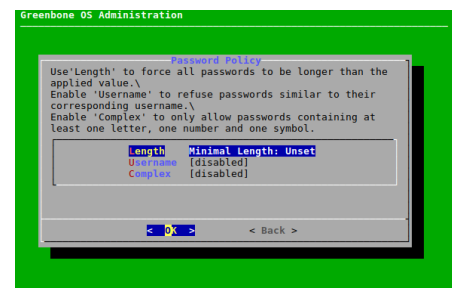 Greenbone OS Administration
Password Policy
Use'Length' to force all passwords to be longer than the
applied value.\
Enable 'Username' to refuse passwords similar to their
corresponding username.\
Enable 'Complex' to only allow passwords containing at
least one letter, one number and one symbol.
Length Minimal Length: Unset
Username [disabled]
Complex [disabled]
< OK > < Back >